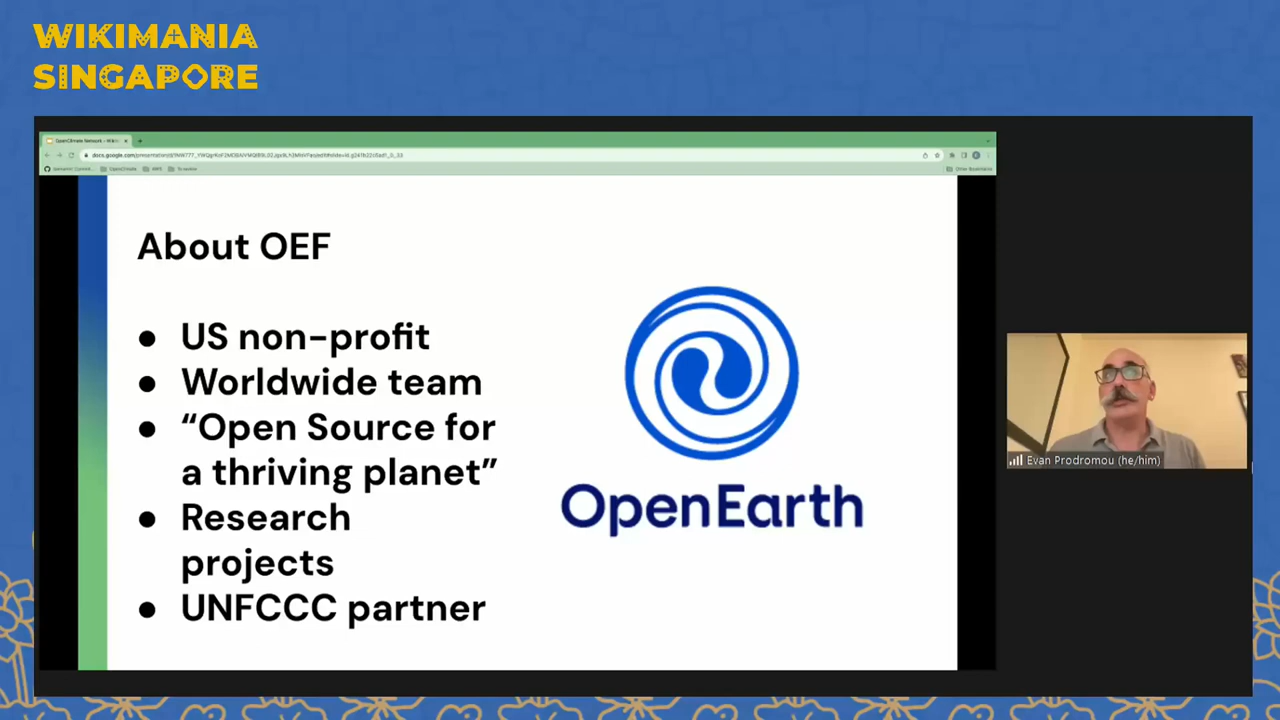 WIKIMANIA
SINGAPORE
About OEF
● US non-profit
● Worldwide team
● “Open Source for
a thriving planet”
● Research
projects
● UNFCCC partner
OpenEarth
Evan Prodromou (he/him)